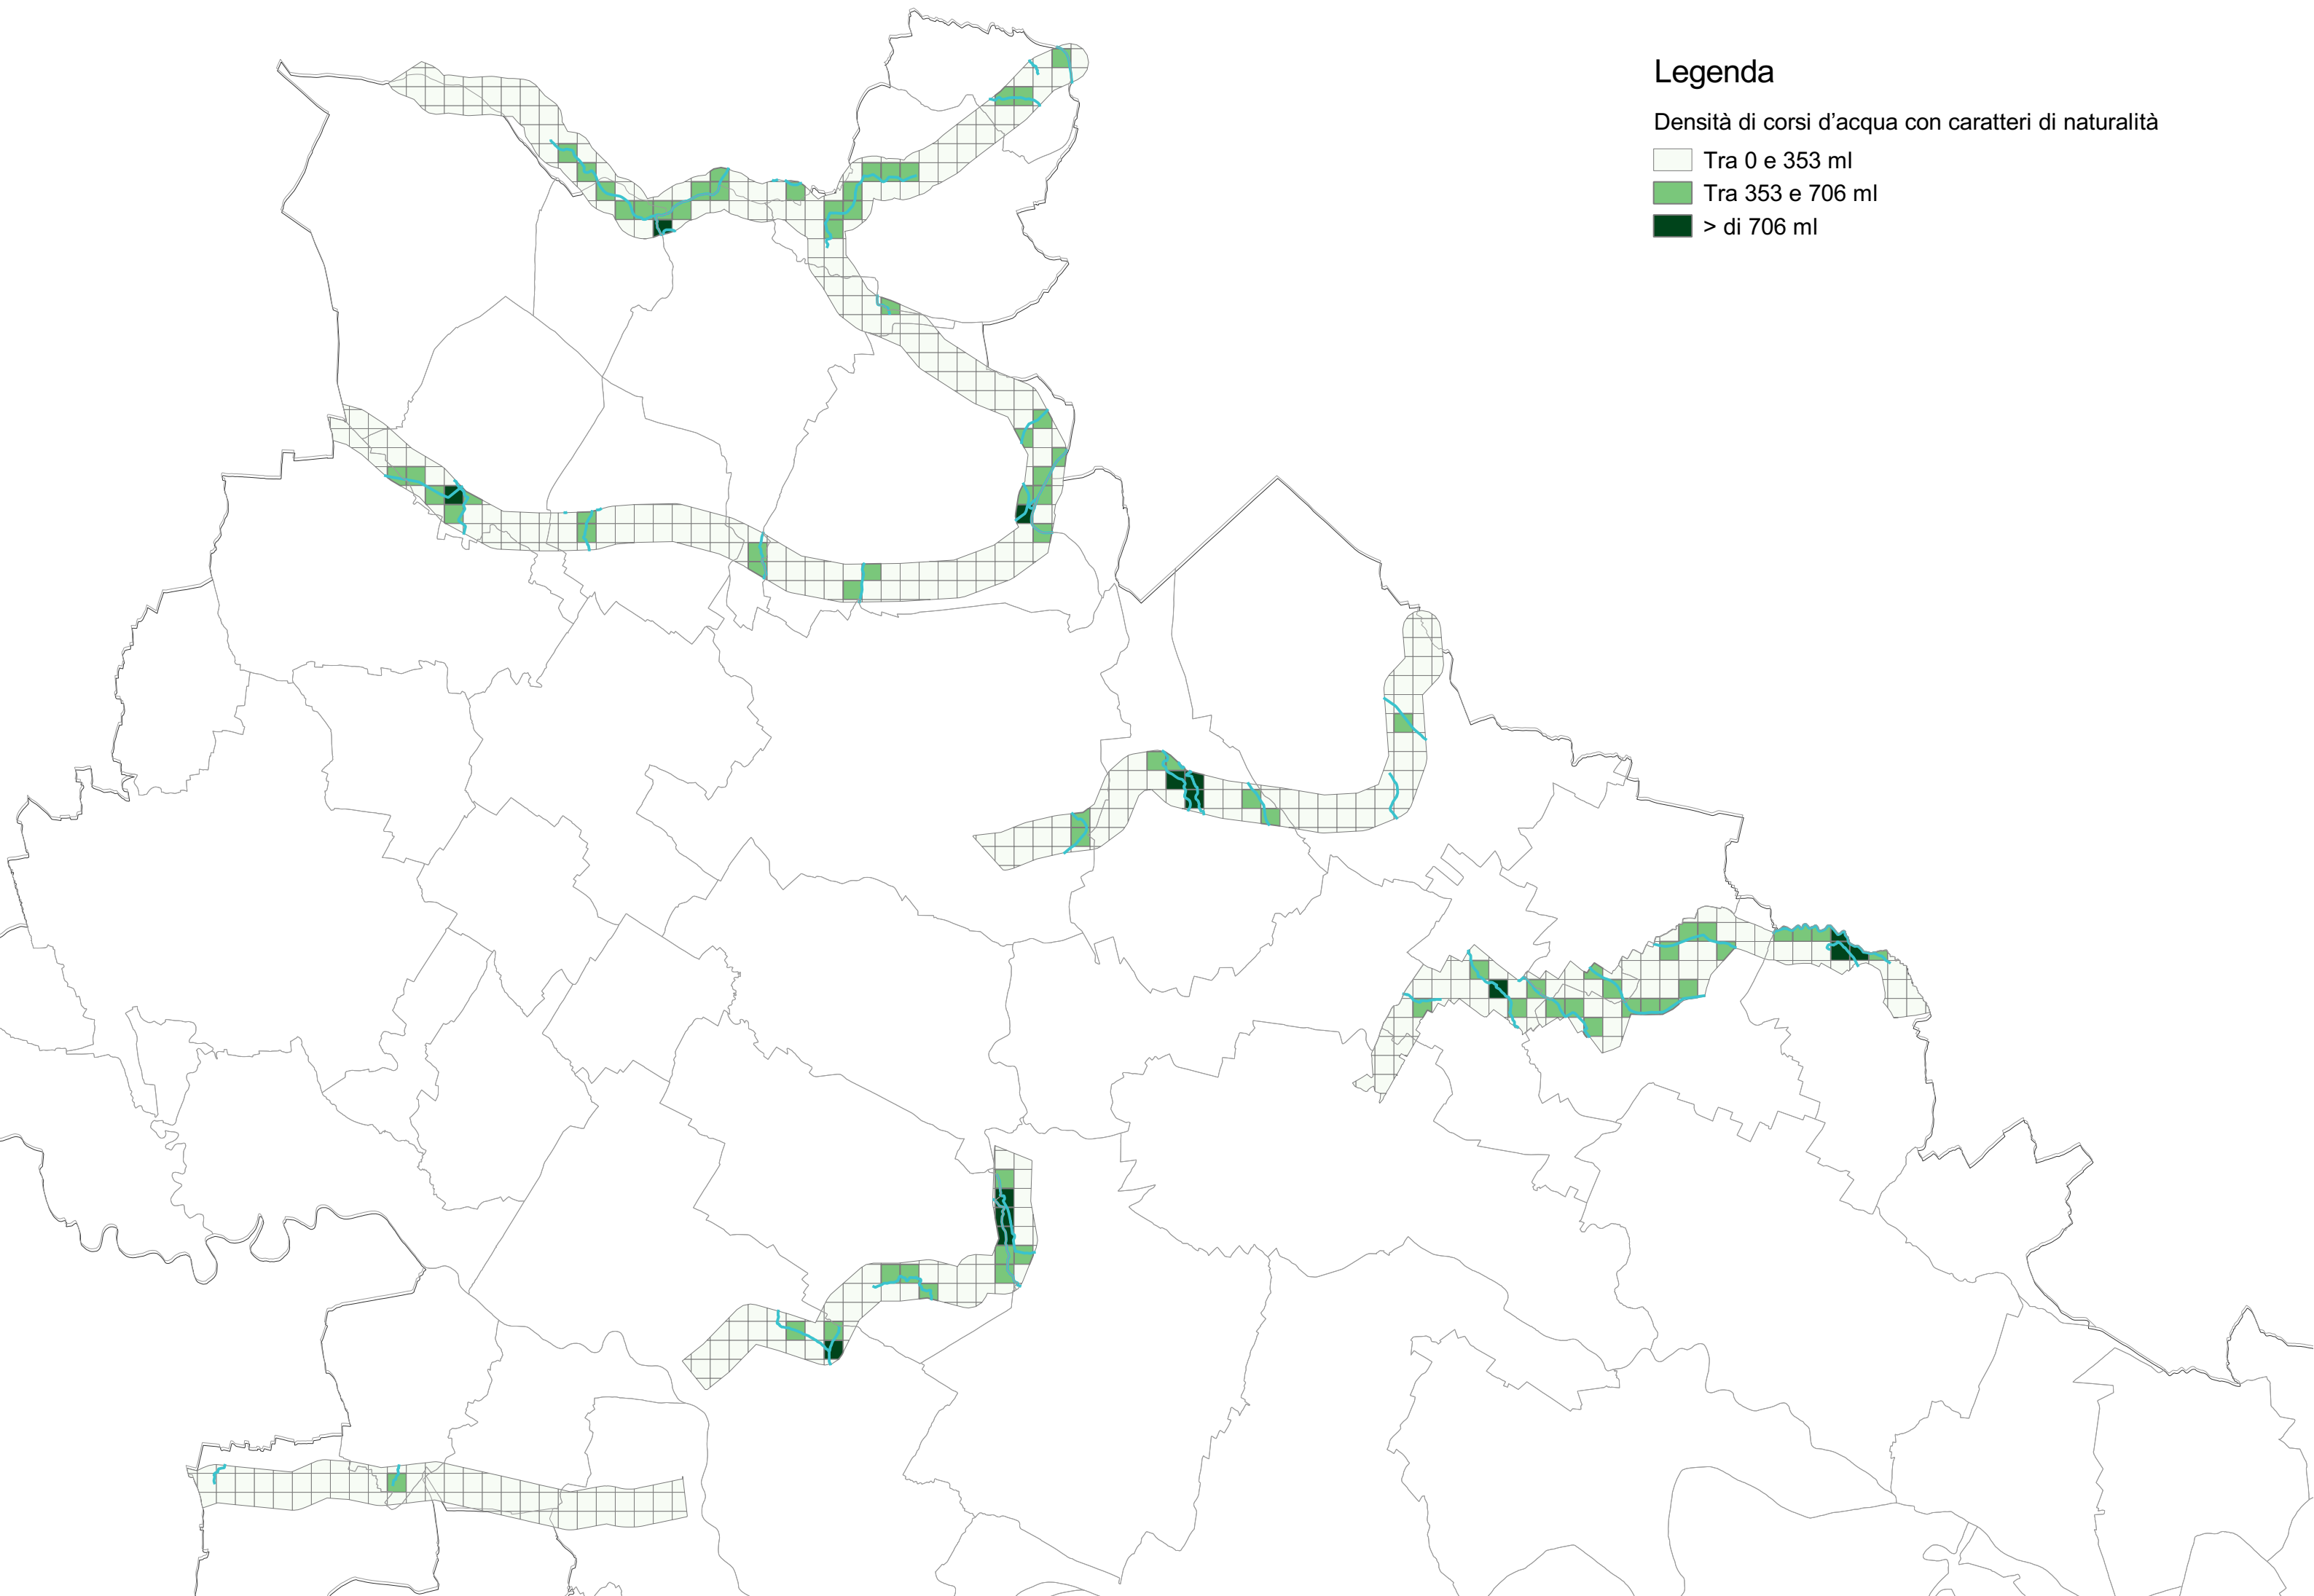 Legenda
Densità di corsi d'acqua con caratteri di naturalità
Tra 0 e 353 ml
Tra 353 e 706 ml
> di 706 ml